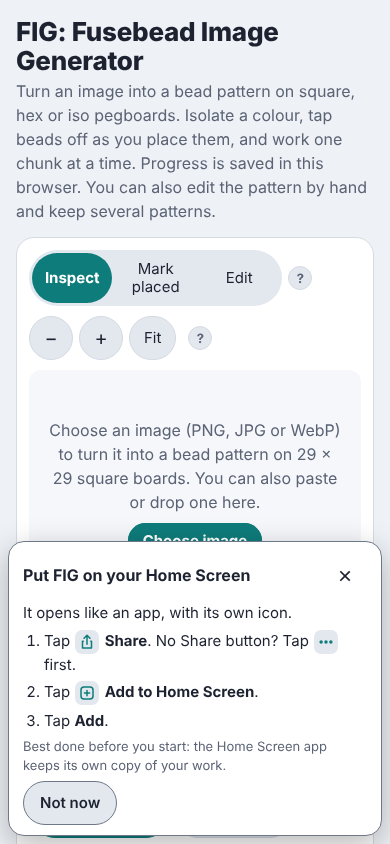 FIG: Fusebead Image
Generator
Turn an image into a bead pattern on square,
hex or iso pegboards. Isolate a colour, tap
beads off as you place them, and work one
chunk at a time. Progress is saved in this
browser. You can also edit the pattern by hand
and keep several patterns.
Inspect
Mark
placed
Edit
?
− + Fit ?
Choose an image (PNG, JPG or WebP)
to turn it into a bead pattern on 29 ×
29 square boards. You can also paste
or drop one here.
Choose image
Put FIG on your Home Screen ✕
It opens like an app, with its own icon.
1. Tap Share. No Share button? Tap
first.
2. Tap Add to Home Screen.
3. Tap Add.
Best done before you start: the Home Screen app
keeps its own copy of your work.
Not now